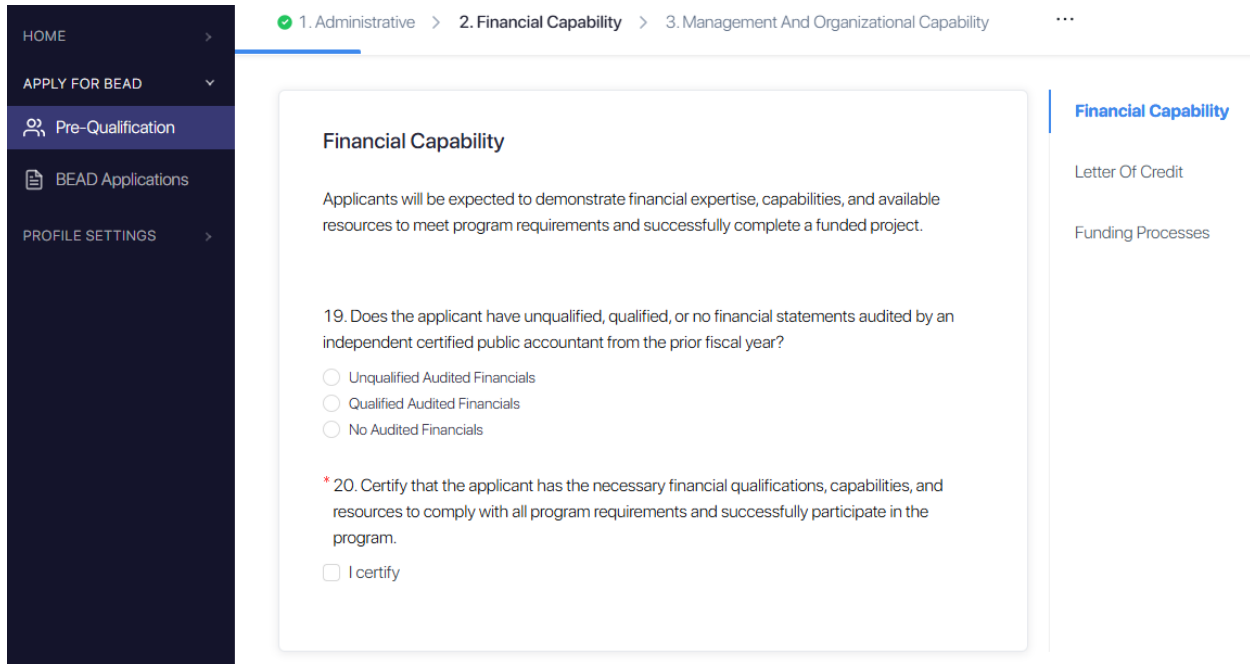 HOME
APPLY FOR BEAD
Pre-Qualification
BEAD Applications
PROFILE SETTINGS
1. Administrative > 2. Financial Capability > 3. Management And Organizational Capability ...
Financial Capability
Applicants will be expected to demonstrate financial expertise, capabilities, and available
resources to meet program requirements and successfully complete a funded project.
19. Does the applicant have unqualified, qualified, or no financial statements audited by an
independent certified public accountant from the prior fiscal year?
Unqualified Audited Financials
Qualified Audited Financials
No Audited Financials
* 20. Certify that the applicant has the necessary financial qualifications, capabilities, and
resources to comply with all program requirements and successfully participate in the
program.
I certify
Financial Capability
Letter Of Credit
Funding Processes